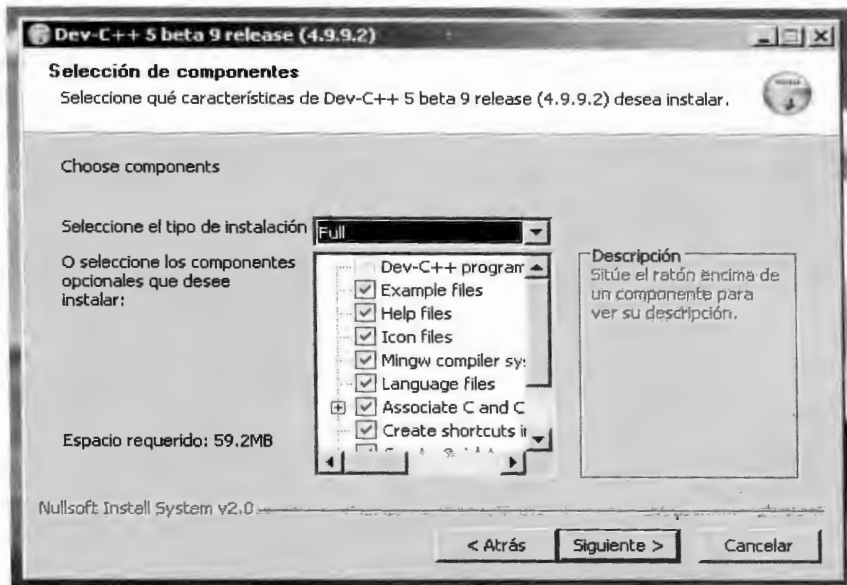 Dev-C++ 5 beta 9 release (4.9.9.2)
Selección de componentes
Seleccione qué características de Dev-C++ 5 beta 9 release (4.9.9.2) desea instalar.
Choose components
Seleccione el tipo de instalación
Full
O seleccione los componentes
opcionales que desee
instalar:
Dev-C++ program
Example files
Help files
Icon files
Mingw compiler sy
Language files
Associate C and C
Create shortcuts i
Descripción
Sitúe el ratón encima de
un componente para
ver su descripción.
Espacio requerido: 59.2MB
Nullsoft Install System v2.0
< Atrás
Siguiente >
Cancelar